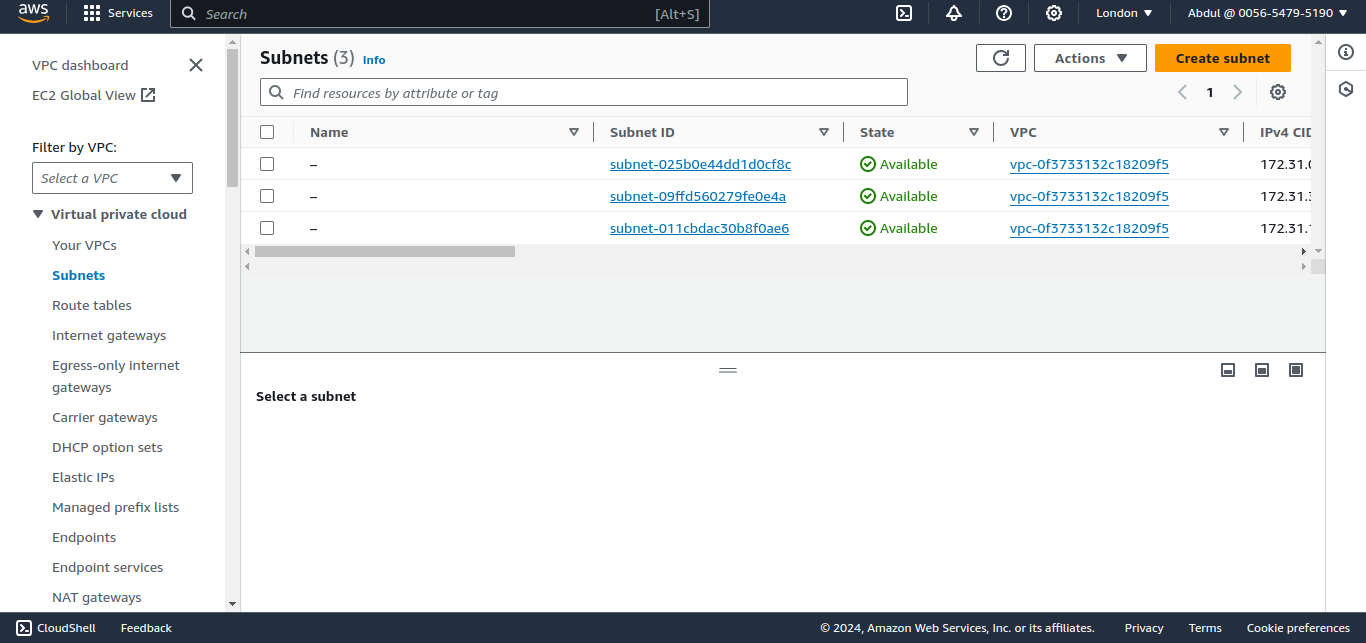 aws
Services
Search
[Alt+S]
London
Abdul @ 0056-5479-5190
VPC dashboard
EC2 Global View
Filter by VPC:
Select a VPC
Virtual private cloud
Your VPCs
Subnets
Route tables
Internet gateways
Egress-only internet
gateways
Carrier gateways
DHCP option sets
Elastic IPs
Managed prefix lists
Endpoints
Endpoint services
NAT gateways
Subnets (3) Info
Actions
Create subnet
Find resources by attribute or tag
1
Name Subnet ID State VPC IPv4 CID
– subnet-025b0e44dd1d0cf8c Available vpc-0f3733132c18209f5 172.31.
– subnet-09ffd560279fe0e4a Available vpc-0f3733132c18209f5 172.31.
– subnet-011cbdac30b8f0ae6 Available vpc-0f3733132c18209f5 172.31.
Select a subnet
CloudShell Feedback © 2024, Amazon Web Services, Inc. or its affiliates. Privacy Terms Cookie preferences